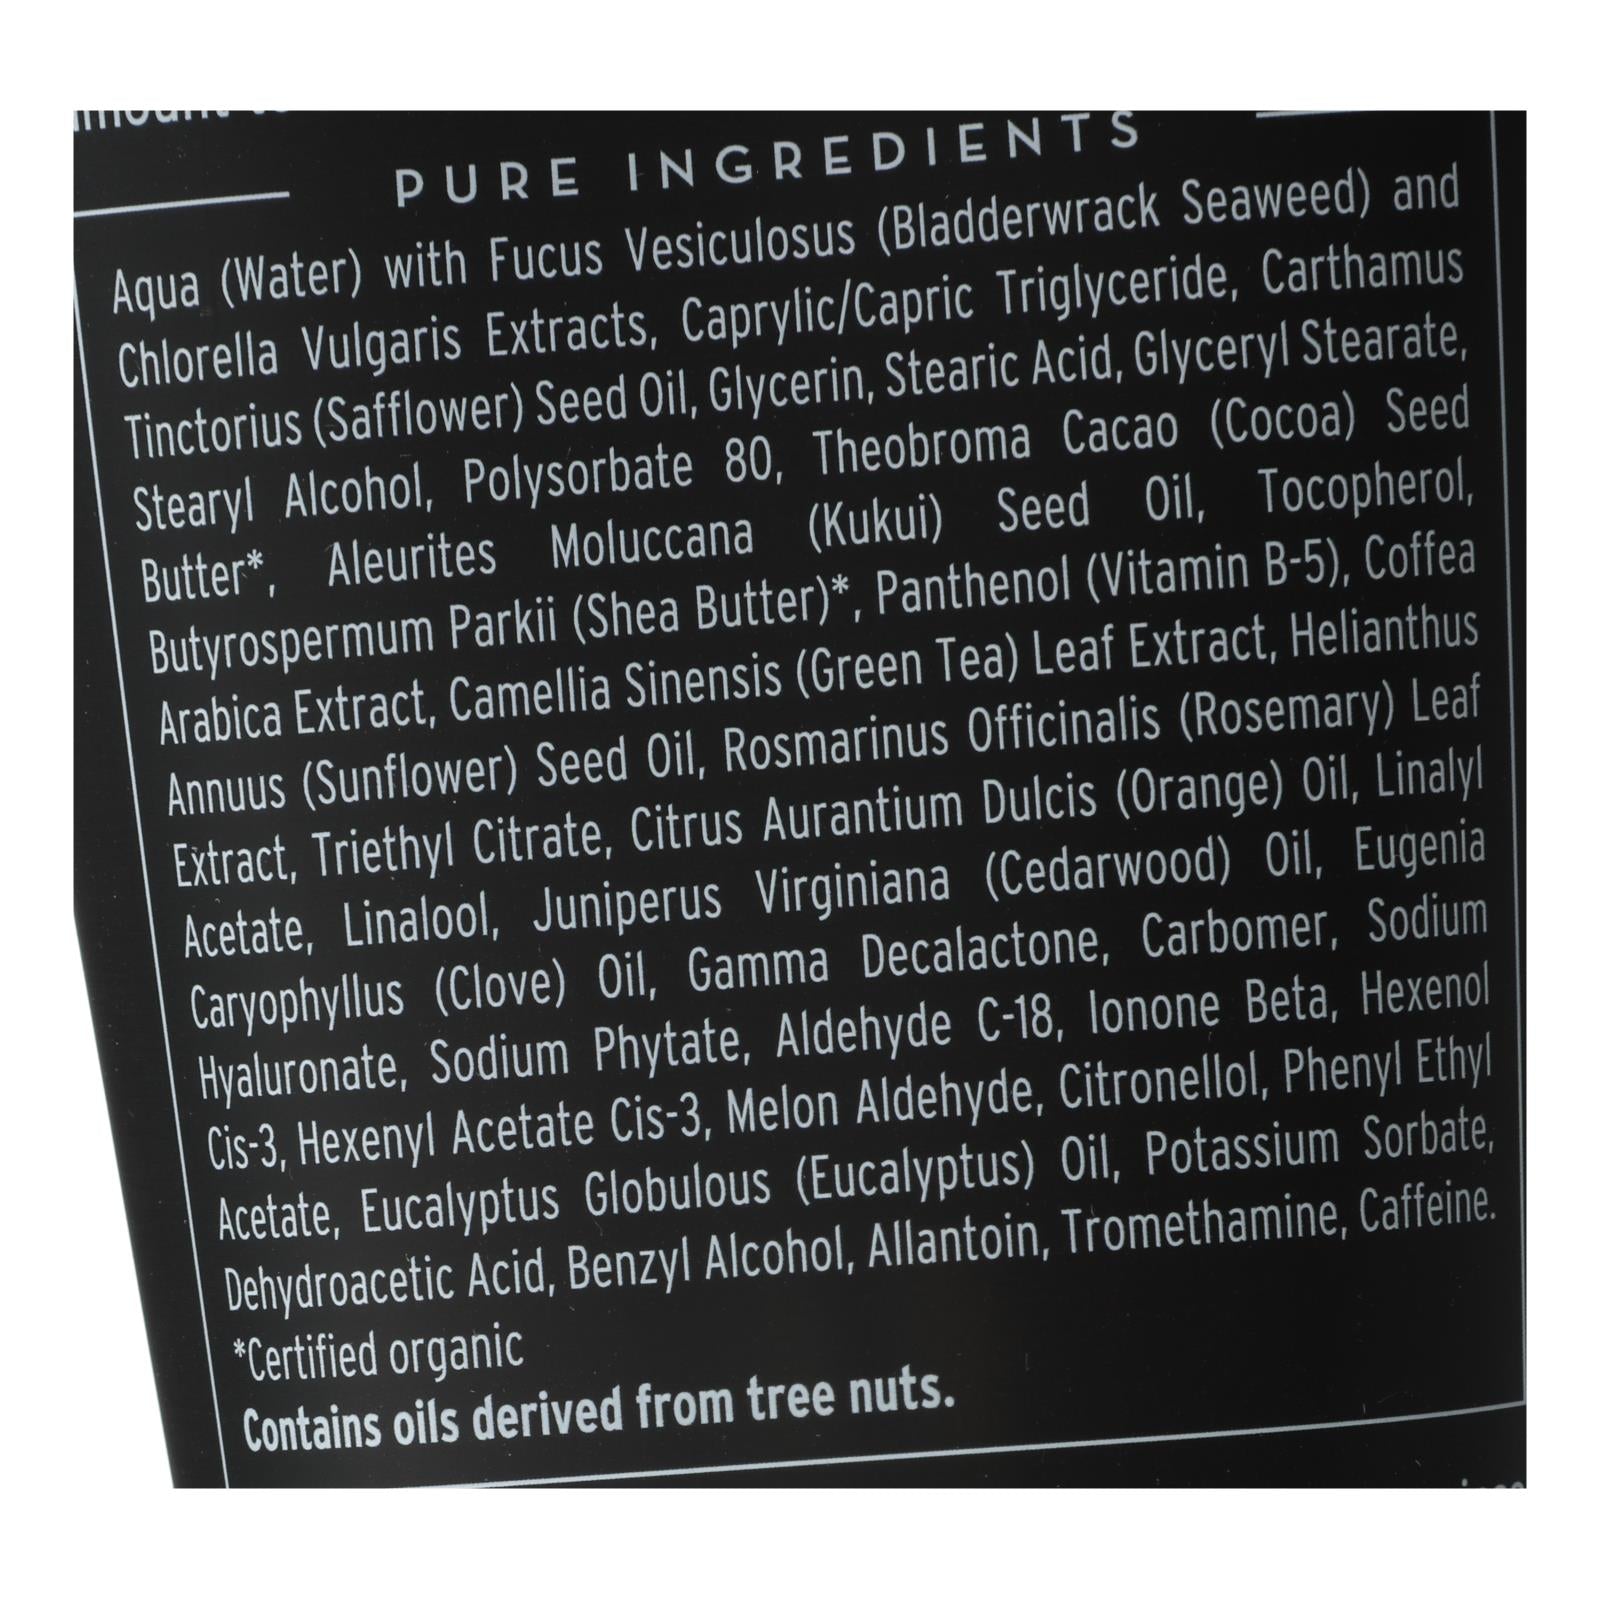 amount
PURE INGREDIENTS
Aqua (Water) with Fucus Vesiculosus (Bladderwrack Seaweed) and
Chlorella Vulgaris Extracts, Caprylic/Capric Triglyceride, Carthamus
Tinctorius (Safflower) Seed Oil, Glycerin, Stearic Acid, Glyceryl Stearate,
Stearyl Alcohol, Polysorbate 80, Theobroma Cacao (Cocoa) Seed
Butter*, Aleurites Moluccana (Kukui) Seed Oil, Tocopherol,
Butyrospermum Parkii (Shea Butter)*, Panthenol (Vitamin B-5), Coffea
Arabica Extract, Camellia Sinensis (Green Tea) Leaf Extract, Helianthus
Annuus (Sunflower) Seed Oil, Rosmarinus Officinalis (Rosemary) Leaf
Extract, Triethyl Citrate, Citrus Aurantium Dulcis (Orange) Oil, Linalyl
Acetate, Linalool, Juniperus Virginiana (Cedarwood) Oil, Eugenia
Caryophyllus (Clove) Oil, Gamma Decalactone, Carbomer, Sodium
Hyaluronate, Sodium Phytate, Aldehyde C-18, Ionone Beta, Hexenol
Cis-3, Hexenyl Acetate Cis-3, Melon Aldehyde, Citronellol, Phenyl Ethyl
Acetate, Eucalyptus Globulous (Eucalyptus) Oil, Potassium Sorbate,
Dehydroacetic Acid, Benzyl Alcohol, Allantoin, Tromethamine, Caffeine.
*Certified organic
Contains oils derived from tree nuts.